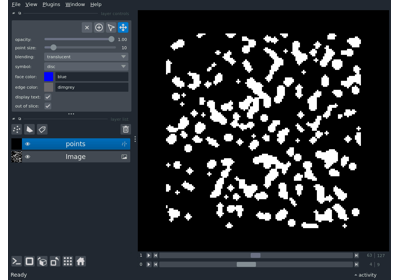 File View Plugins Window Help
opacity: 1.00
point size: 10
blending: translucent
symbol: disc
face color: blue
edge color: dimgrey
display text:
out of slice:
points
Image
Ready
activity